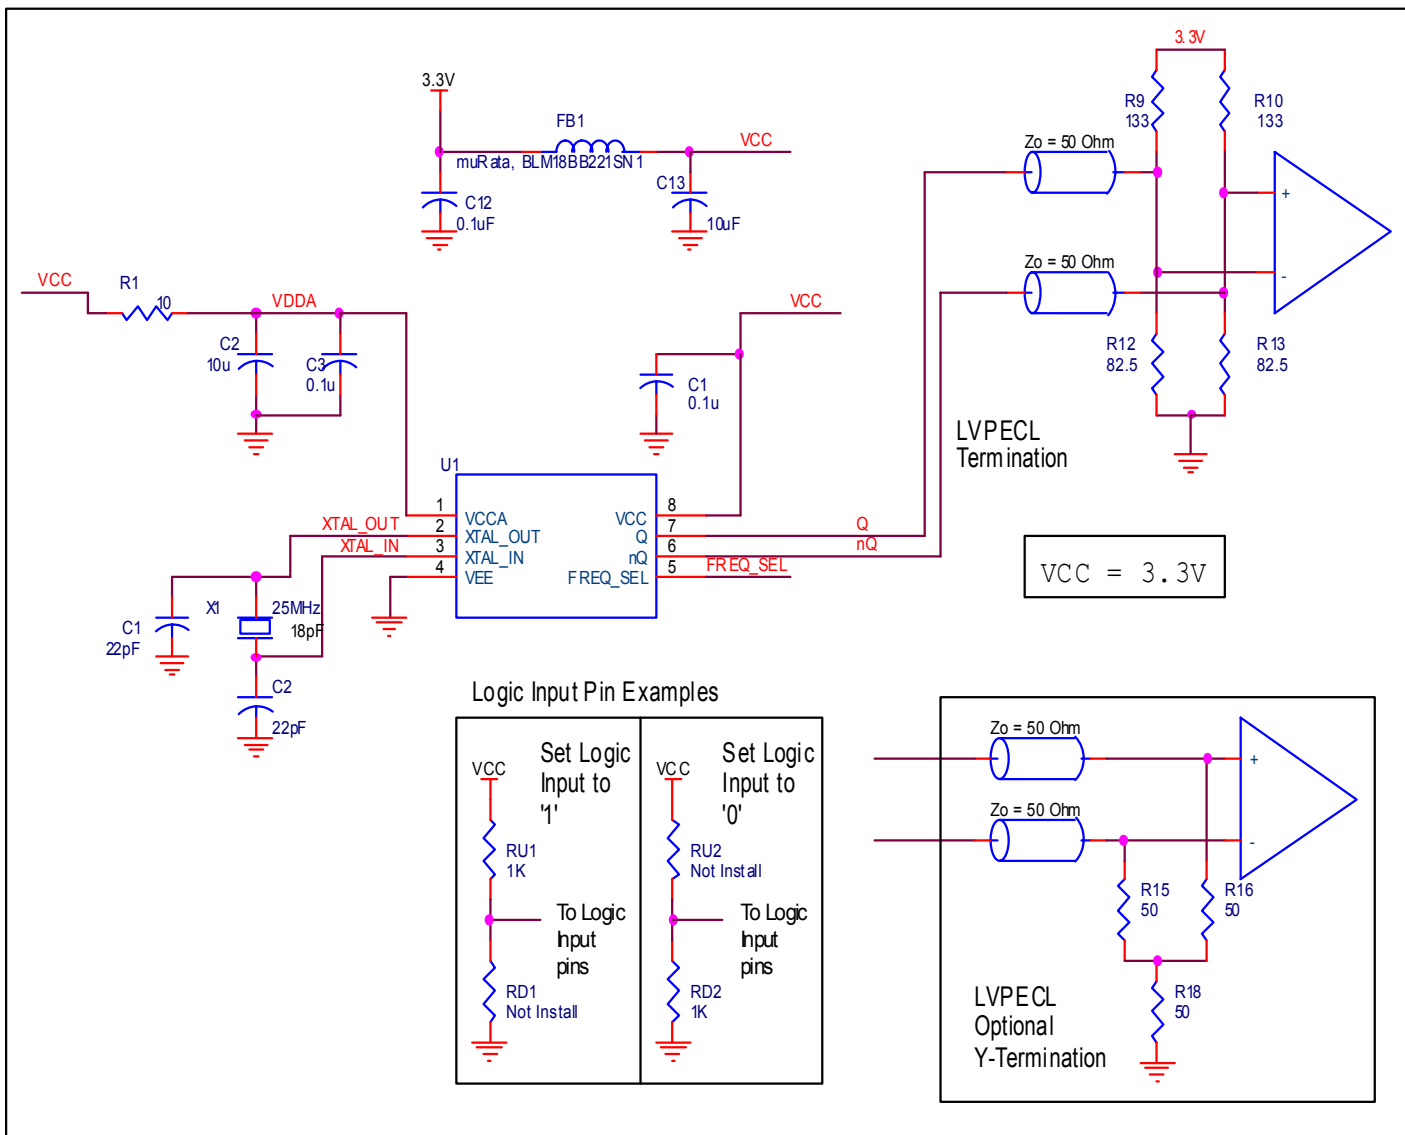 3.3V
FB1
muRata, BLM18BB221SN1
VCC
C12
0.1uF
C13
10uF
3.3V
R9
133
R10
133
Zo = 50 Ohm
+
-
Zo = 50 Ohm
R12
82.5
R13
82.5
LVPECL
Termination
VCC
R1
10
VDDA
C2
10u
C3
0.1u
VCC
C1
0.1u
U1
1
VCCA
2
XTAL_OUT
3
XTAL_IN
4
VEE
8
VCC
7
Q
6
nQ
5
FREQ_SEL
XTAL_OUT
XTAL_IN
Q
nQ
FREQ_SEL
VCC = 3.3V
X1
25MHz
18pF
C1
22pF
C2
22pF
Logic Input Pin Examples
VCC
Set Logic
Input to
'1'
RU1
1K
To Logic
Input
pins
RD1
Not Install
VCC
Set Logic
Input to
'0'
RU2
Not Install
To Logic
Input
pins
RD2
1K
Zo = 50 Ohm
+
Zo = 50 Ohm
-
R15
50
R16
50
R18
50
LVPECL
Optional
Y-Termination